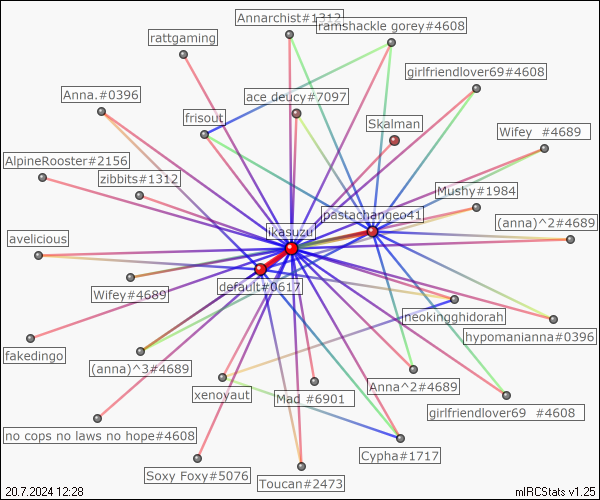 Annarchist#1312
ramshackle gorey#4608
rattgaming
girlfriendlover69#4608
Anna.#0396
ace deucy#7097
frisout
Skalman
Wifey #4689
AlpineRooster#2156
zibbits#1312
Mushy#1984
pastachangeo41
(anna)^2#4689
ikasuzu
avelicious
default#0617
Wifey#4689
neokingghidorah
hypomanianna#0396
fakedingo
(anna)^3#4689
Anna^2#4689
xenoyaut
Mad #6901
girlfriendlover69 #4608
no cops no laws no hope#4608
Cypha#1717
Soxy Foxy#5076
Toucan#2473
20.7.2024 12:28
mIRCStats v1.25